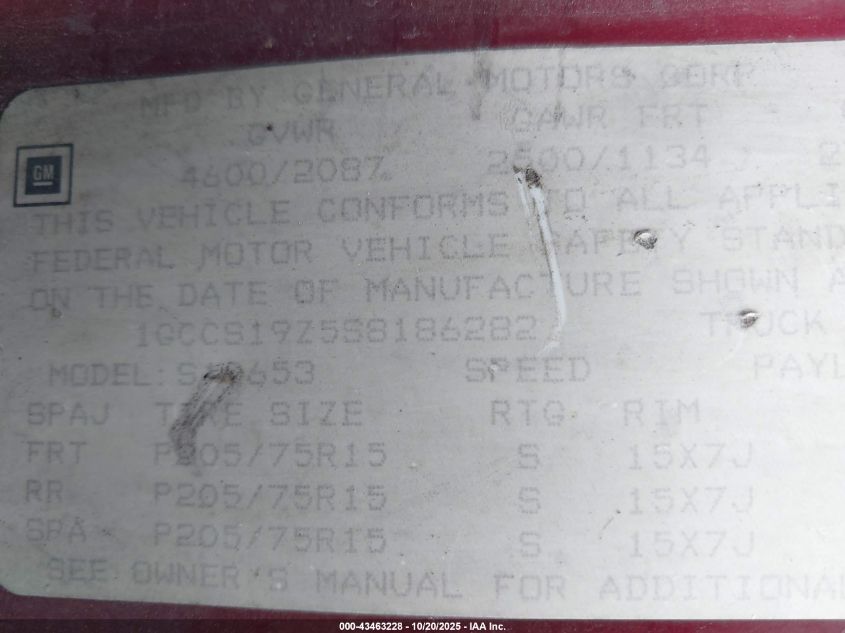 MFD BY GENERAL MOTORS CORP
GVWR GAWR FRT
GM
4600/2087 2500/1134 2
THIS VEHICLE CONFORMS TO ALL APPLI
FEDERAL MOTOR VEHICLE SAFETY STAND
ON THE DATE OF MANUFACTURE SHOWN A
1GCCS19Z5S8186282 TRUCK
MODEL: S10653 SPEED PAYL
SPAJ TIRE SIZE RTG RIM
FRT P205/75R15 S 15X7J
RR P205/75R15 S 15X7J
SPA P205/75R15 S 15X7J
SEE OWNER'S MANUAL FOR ADDITIONAL
000-43463228 - 10/20/2025 - IAA Inc.